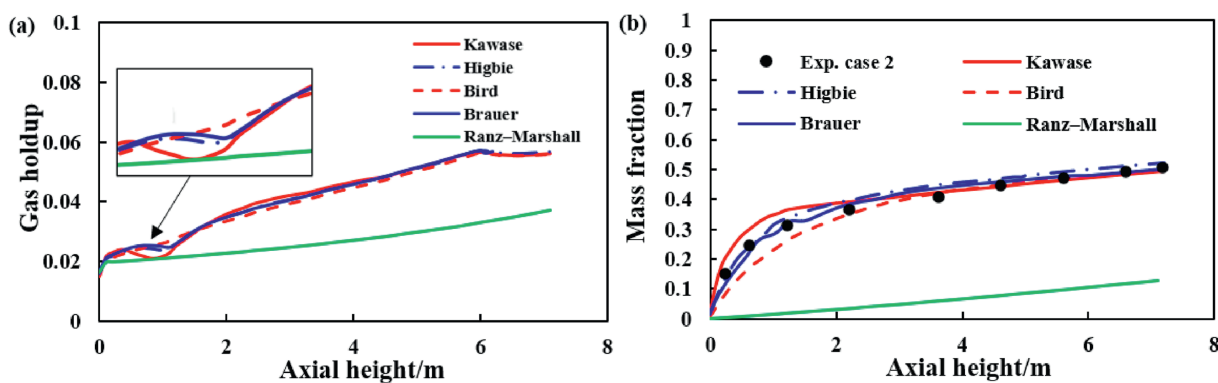 (a)
Gas holdup
0.1
0.08
0.06
0.04
0.02
0
Kawase
Higbie
Bird
Brauer
Ranz–Marshall
0 2 4 6 8
Axial height/m
(b)
Mass fraction
1
0.9
0.8
0.7
0.6
0.5
0.4
0.3
0.2
0.1
0
Exp. case 2 Kawase
Higbie Bird
Brauer Ranz–Marshall
0 2 4 6 8
Axial height/m